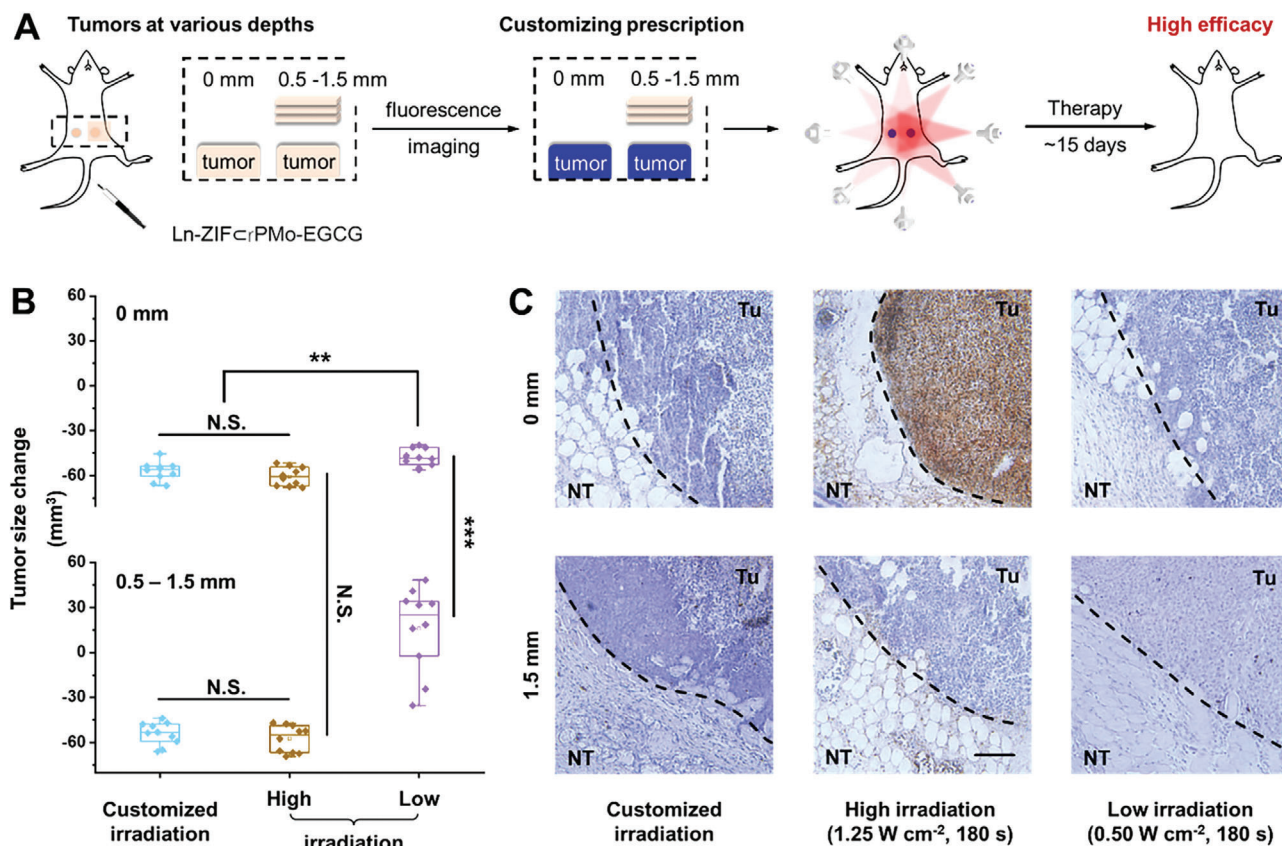 A
Tumors at various depths
Customizing prescription
High efficacy
0 mm 0.5 -1.5 mm
0 mm 0.5 -1.5 mm
fluorescence
imaging
Therapy
~15 days
tumor tumor
tumor tumor
Ln-ZIF⊂rPMo-EGCG
B
Tumor size change
(mm³)
60
30
0
-30
-60
0 mm
**
N.S.
***
N.S.
60
30
0
-30
-60
0.5 – 1.5 mm
N.S.
Customized
irradiation
High
Low
irradiation
C
0 mm
Tu
NT
Tu
NT
Tu
NT
1.5 mm
Tu
NT
Tu
NT
Tu
NT
Customized
irradiation
High irradiation
(1.25 W cm⁻², 180 s)
Low irradiation
(0.50 W cm⁻², 180 s)